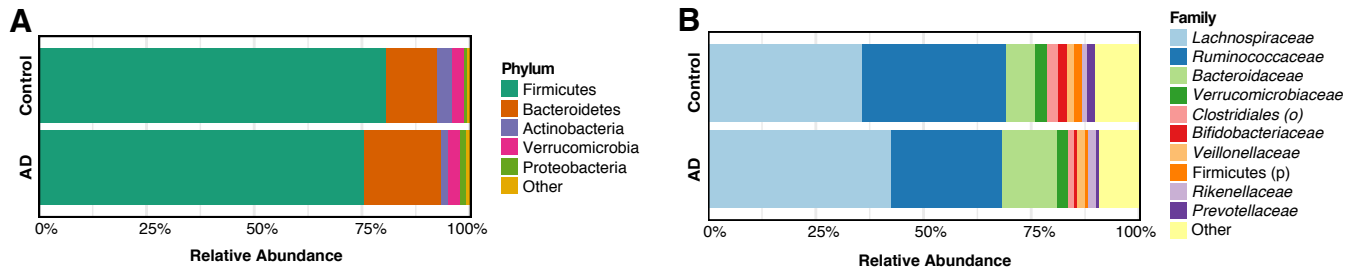 A
Control
AD
0%
25%
50%
75%
100%
Relative Abundance
Phylum
Firmicutes
Bacteroidetes
Actinobacteria
Verrucomicrobia
Proteobacteria
Other
B
Control
AD
0%
25%
50%
75%
100%
Relative Abundance
Family
Lachnospiraceae
Ruminococcaceae
Bacteroidaceae
Verrucomicrobiaceae
Clostridiales (o)
Bifidobacteriaceae
Veillonellaceae
Firmicutes (p)
Rikenellaceae
Prevotellaceae
Other